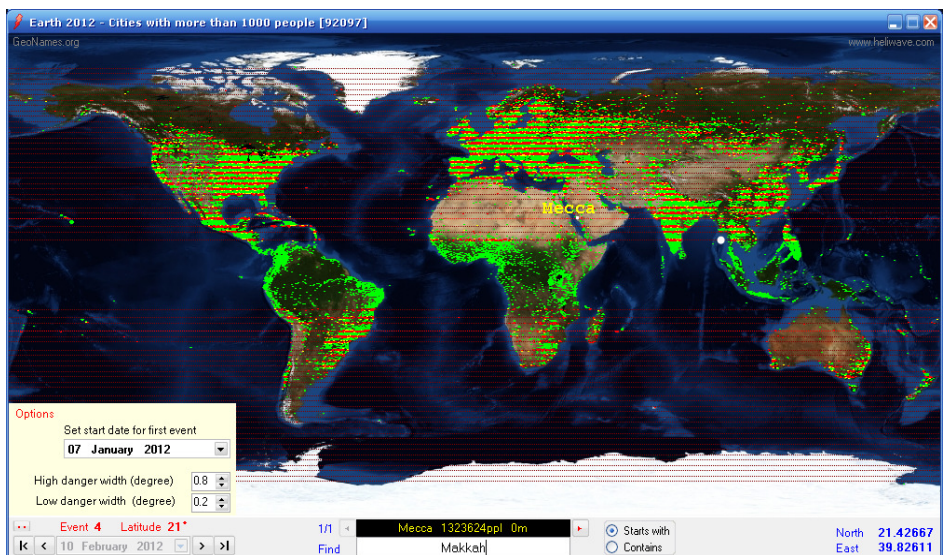 Earth 2012 - Cities with more than 1000 people [92097]
GeoNames.org
www.heliwave.com
Mecca
Options
Set start date for first event
07 January 2012
High danger width (degree) 0.8
Low danger width (degree) 0.2
Event 4 Latitude 21°
10 February 2012
1/1 Mecca 1323624ppl 0m
Find Makkah
Starts with
Contains
North 21.42667
East 39.82611